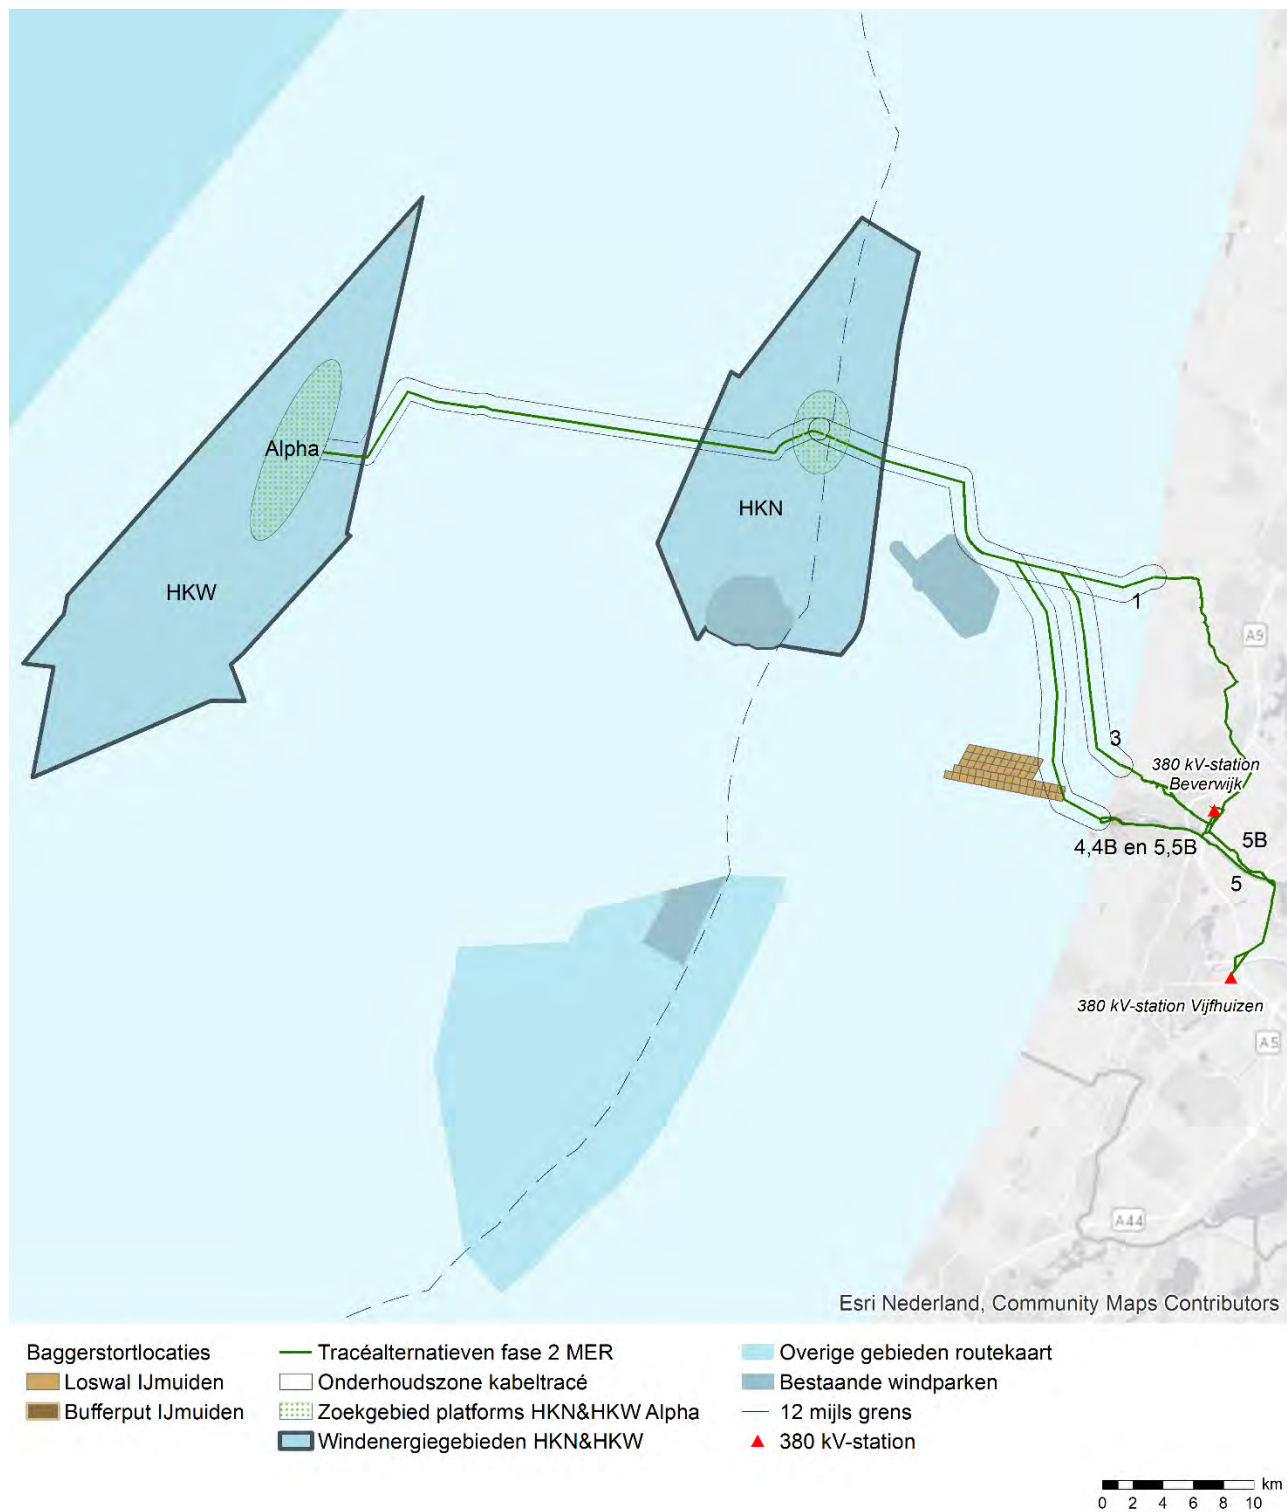 Alpha
HKN
HKW
1
A9
3
380 kV-station
Beverwijk
4,4B en 5,5B
5B
5
380 kV-station Vijfhuizen
A5
A44
Esri Nederland, Community Maps Contributors
Baggerstortlocaties
Loswal IJmuiden
Bufferput IJmuiden
Tracéalternatieven fase 2 MER
Onderhoudszone kabeltracé
Zoekgebied platforms HKN&HKW Alpha
Windenergiegebieden HKN&HKW
Overige gebieden routekaart
Bestaande windparken
12 mijls grens
380 kV-station
km
0 2 4 6 8 10